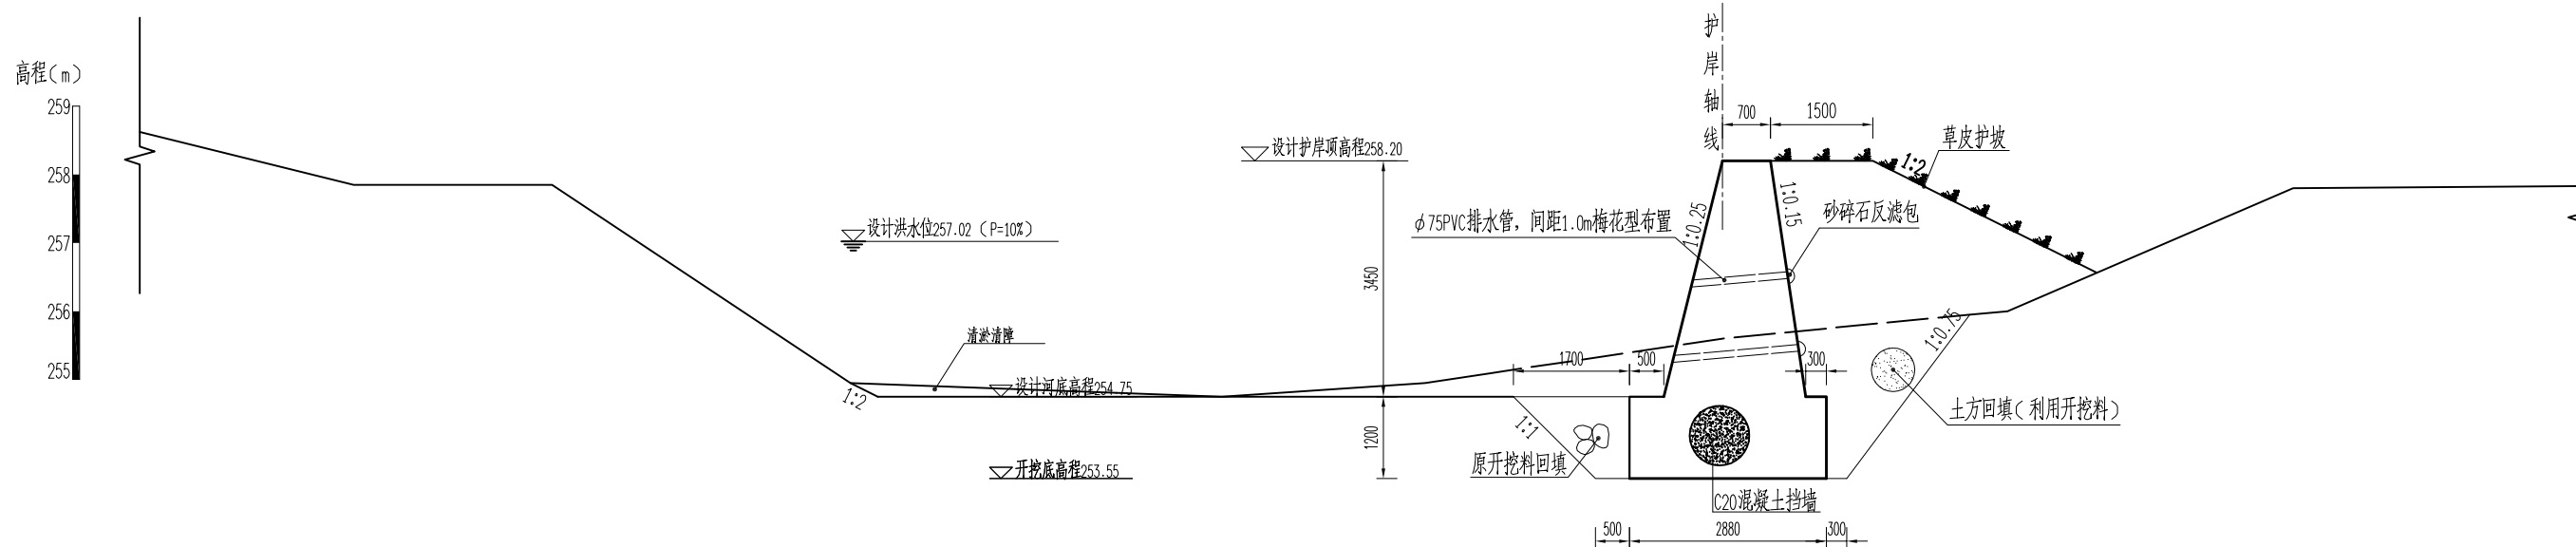 高程(m)
259
258
257
256
255
护岸轴线
700
1500
草皮护坡
1:2
设计护岸顶高程258.20
设计洪水位257.02 (P=10%)
φ75PVC排水管，间距1.0m梅花型布置
1:0.25
1:0.15
砂碎石反滤包
3450
清淤清障
1700
500
300
1:0.75
设计河底高程254.75
1:2
1:1
土方回填(利用开挖料)
1200
原开挖料回填
开挖底高程253.55
C20混凝土挡墙
500
2880
300